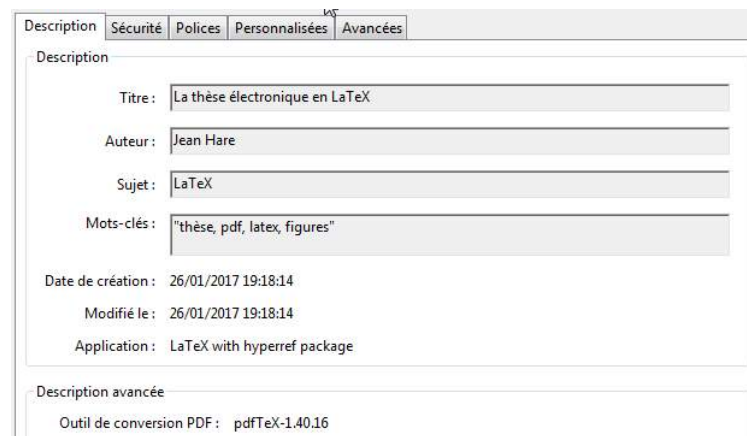 Description Sécurité Polices Personnalisées Avancées
Description
Titre : La thèse électronique en LaTeX
Auteur : Jean Hare
Sujet : LaTeX
Mots-clés : "thèse, pdf, latex, figures"
Date de création : 26/01/2017 19:18:14
Modifié le : 26/01/2017 19:18:14
Application : LaTeX with hyperref package
Description avancée
Outil de conversion PDF : pdfTeX-1.40.16